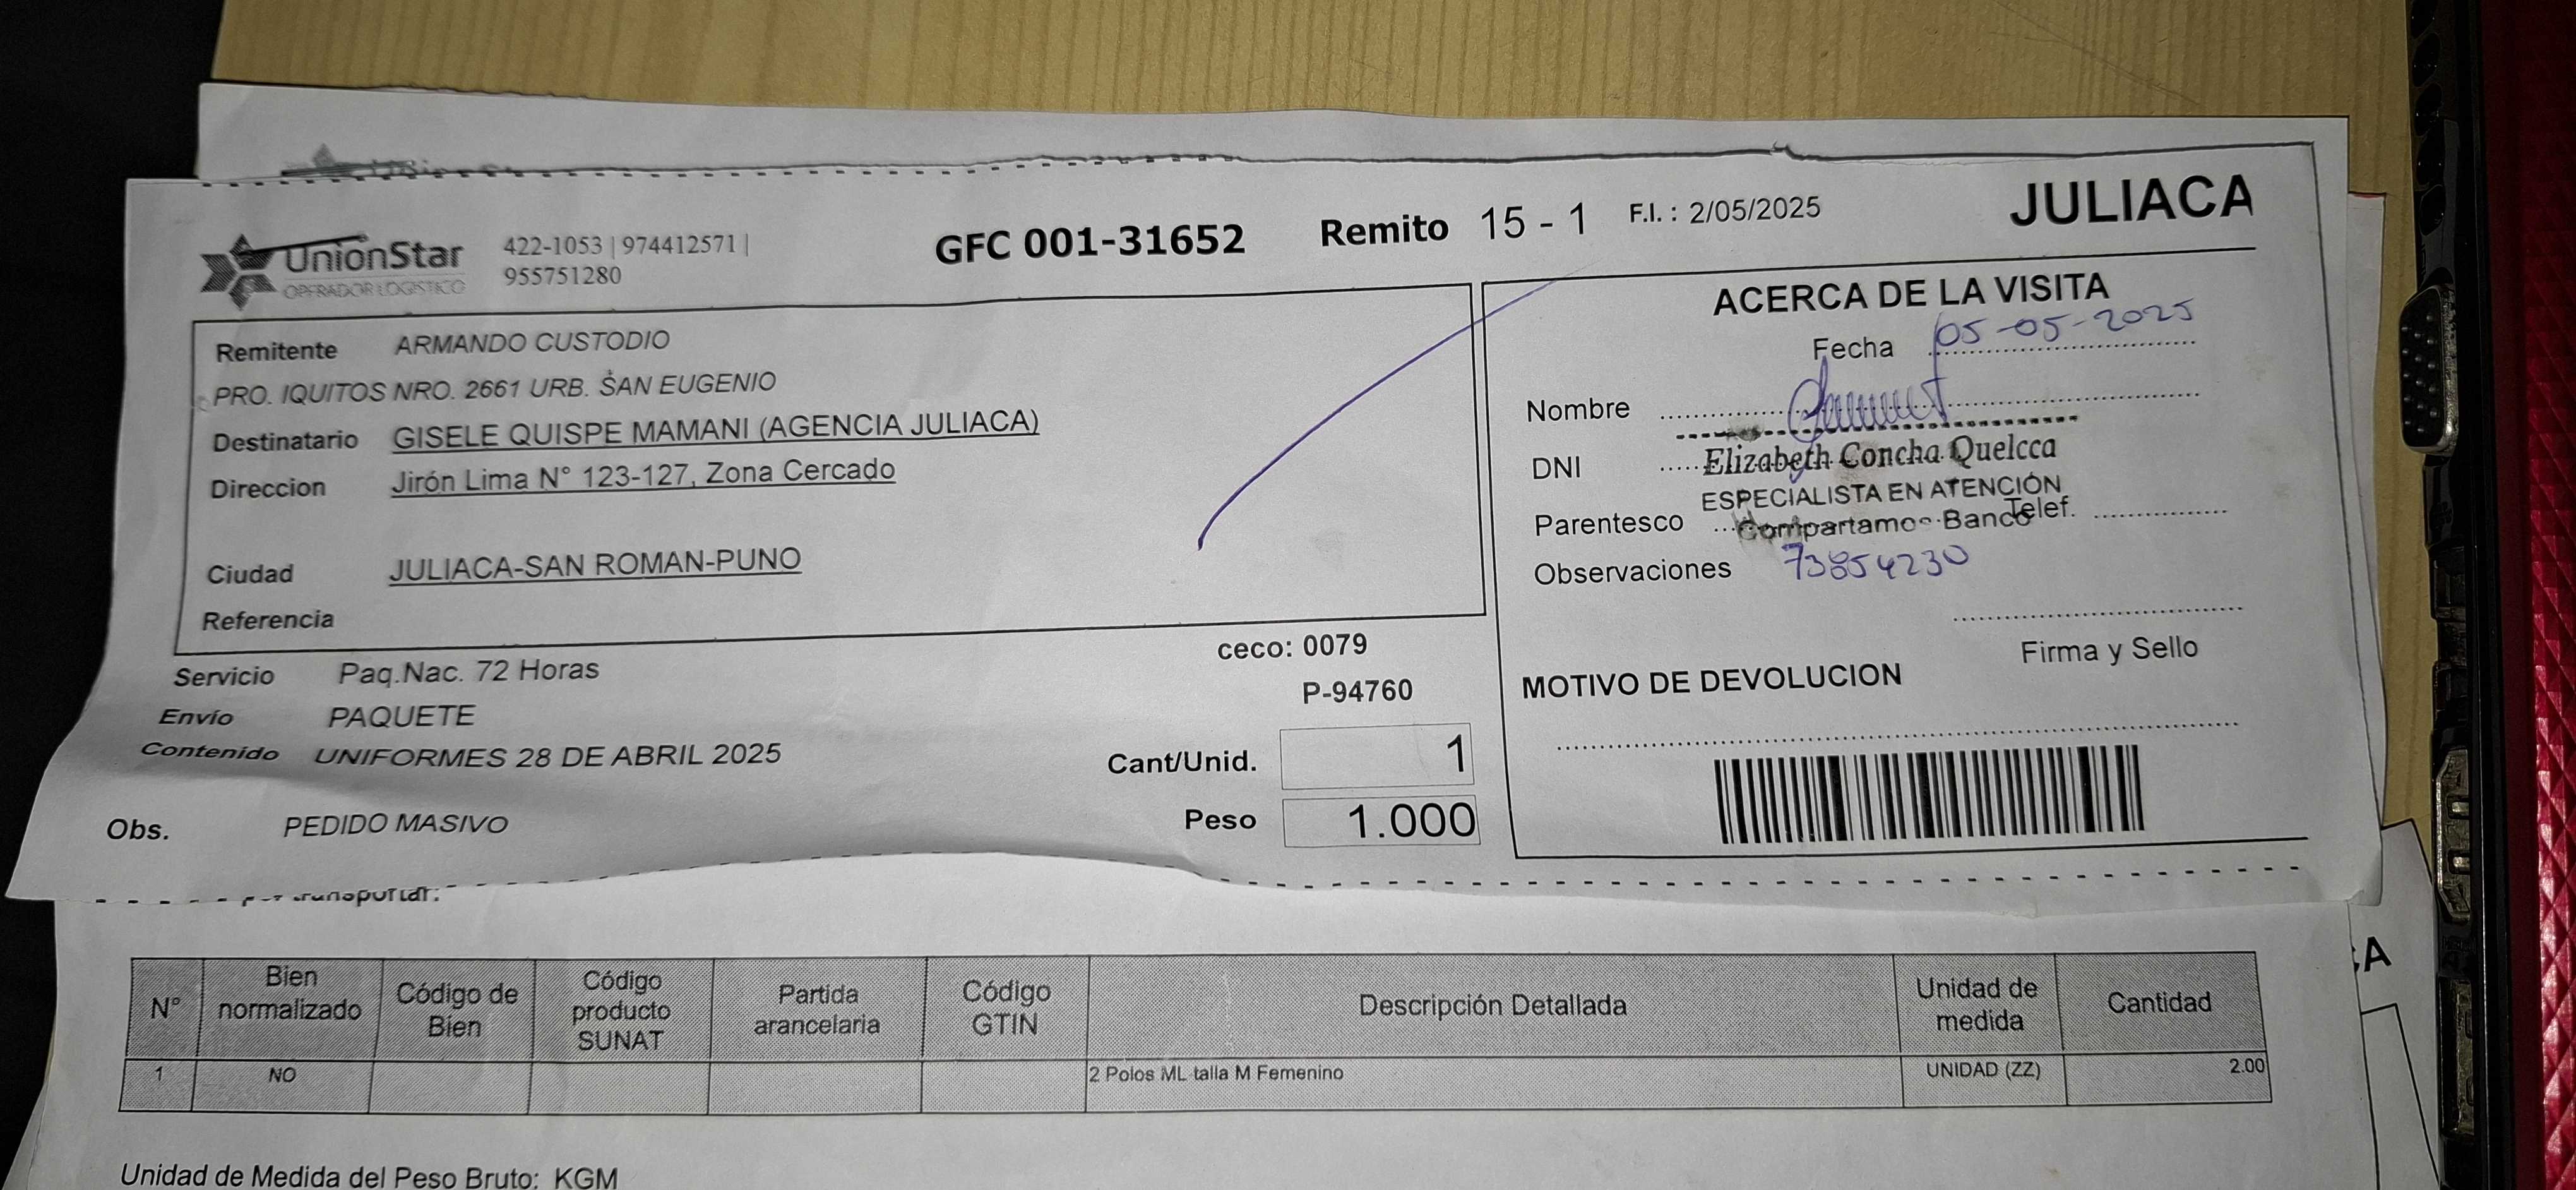 UnionStar
OPERADOR LOGISTICO
422-1053 | 974412571 |
955751280
GFC 001-31652
Remito 15 - 1
F.I. : 2/05/2025
JULIACA
Remitente ARMANDO CUSTODIO
PRO. IQUITOS NRO. 2661 URB. SAN EUGENIO
Destinatario GISELE QUISPE MAMANI (AGENCIA JULIACA)
Direccion Jirón Lima N° 123-127, Zona Cercado
Ciudad JULIACA-SAN ROMAN-PUNO
Referencia
Servicio Paq.Nac. 72 Horas
Envío PAQUETE
Contenido UNIFORMES 28 DE ABRIL 2025
Obs. PEDIDO MASIVO
ceco: 0079
P-94760
Cant/Unid. 1
Peso 1.000
ACERCA DE LA VISITA
Fecha 05-05-2025
Nombre
DNI Elizabeth Concha Quelcca
ESPECIALISTA EN ATENCIÓN
Parentesco Compartamos Banco Telef.
Observaciones 73854230
Firma y Sello
MOTIVO DE DEVOLUCION
transportar:
N° Bien normalizado Código de Bien Código producto SUNAT Partida arancelaria Código GTIN Descripción Detallada Unidad de medida Cantidad
1 NO 2 Polos ML talla M Femenino UNIDAD (ZZ) 2.00
Unidad de Medida del Peso Bruto: KGM